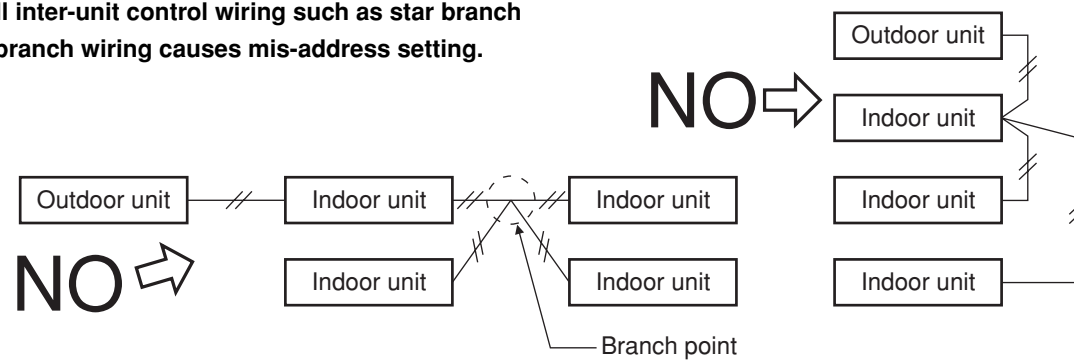 inter-unit control wiring such as star branch
branch wiring causes mis-address setting.
Outdoor unit
NO
Indoor unit
Outdoor unit
Indoor unit
Indoor unit
Indoor unit
NO
Indoor unit
Indoor unit
Indoor unit
Branch point